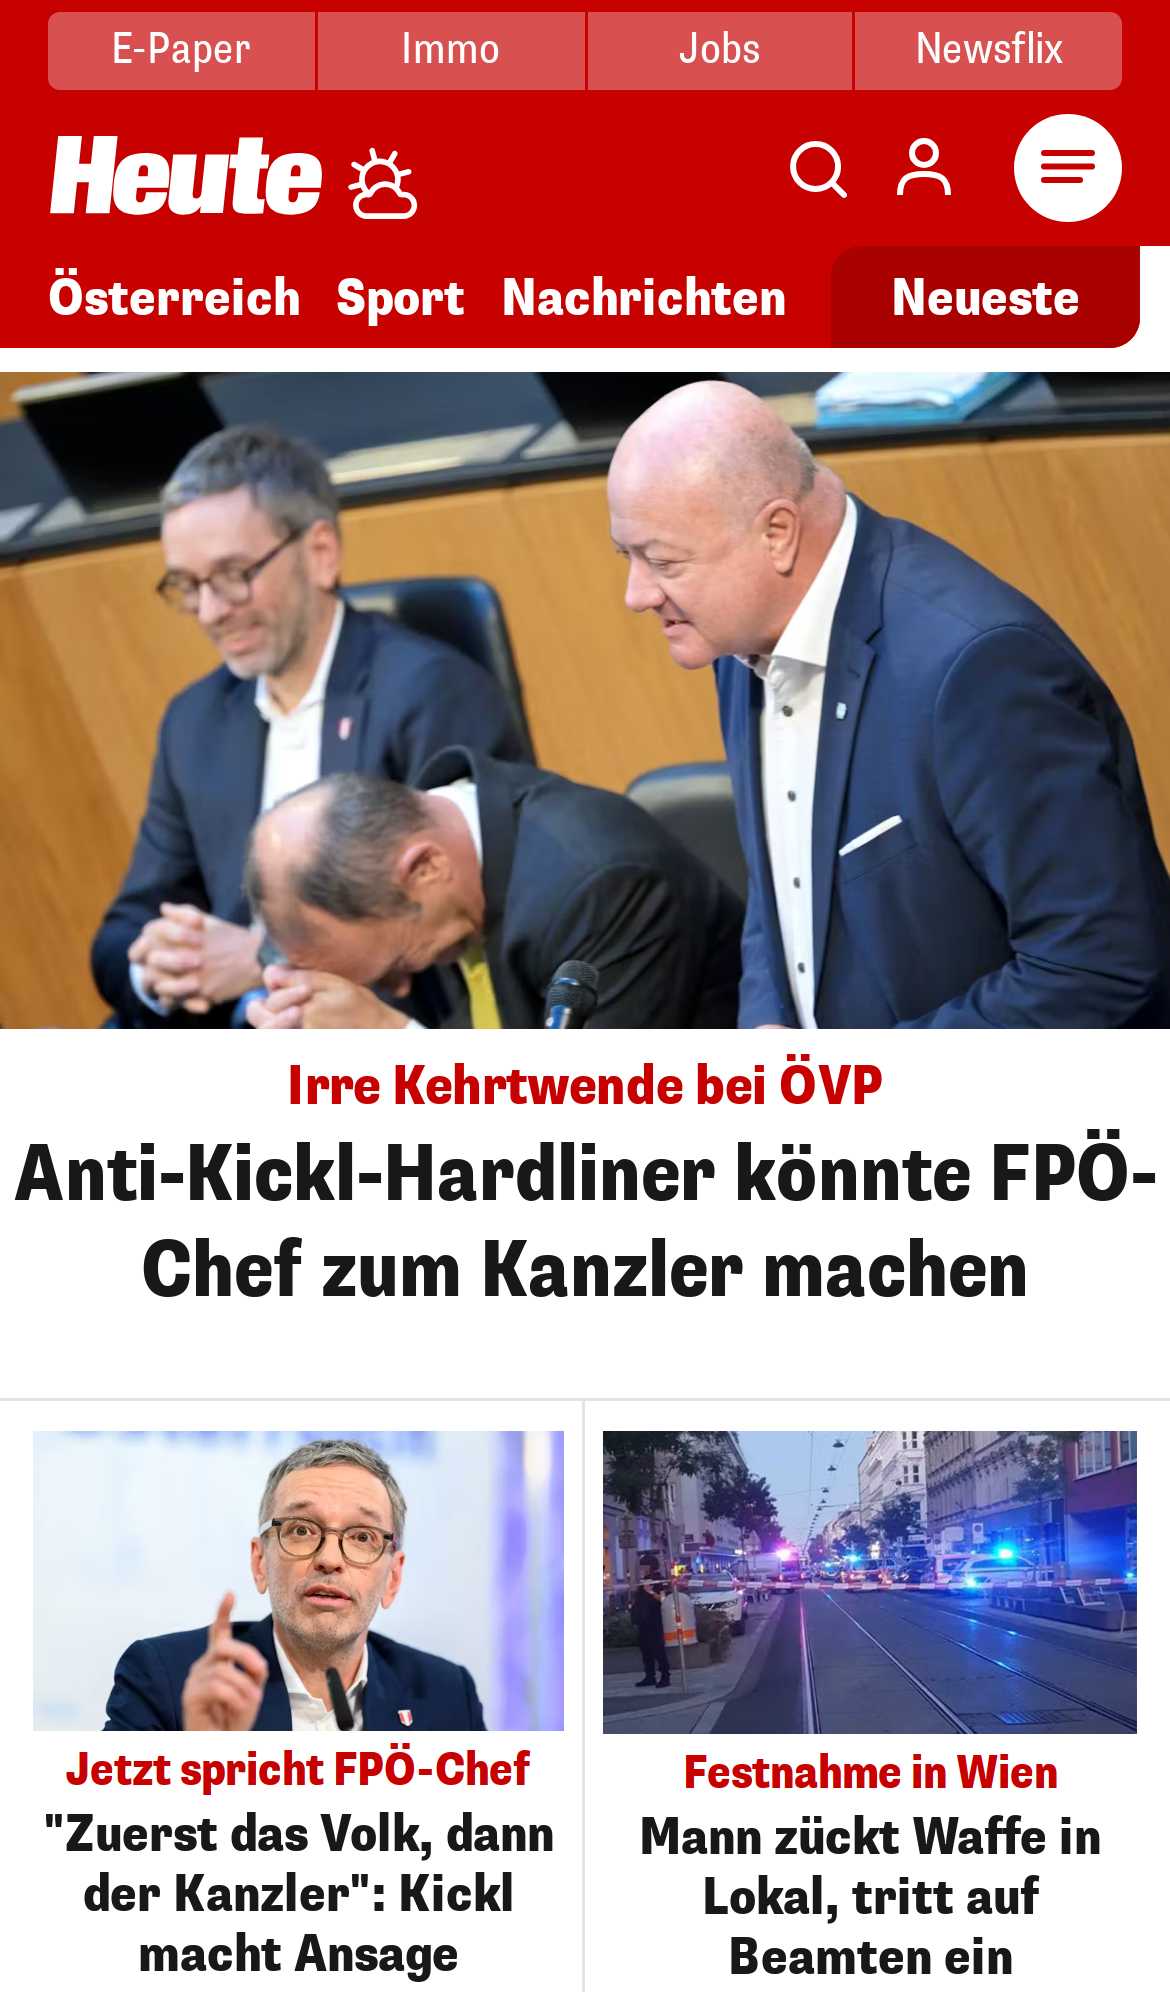 E-Paper
Immo
Jobs
Newsflix
Heute
Österreich
Sport
Nachrichten
Neueste
Irre Kehrtwende bei ÖVP
Anti-Kickl-Hardliner könnte FPÖ-
Chef zum Kanzler machen
Jetzt spricht FPÖ-Chef
"Zuerst das Volk, dann
der Kanzler": Kickl
macht Ansage
Festnahme in Wien
Mann zückt Waffe in
Lokal, tritt auf
Beamten ein